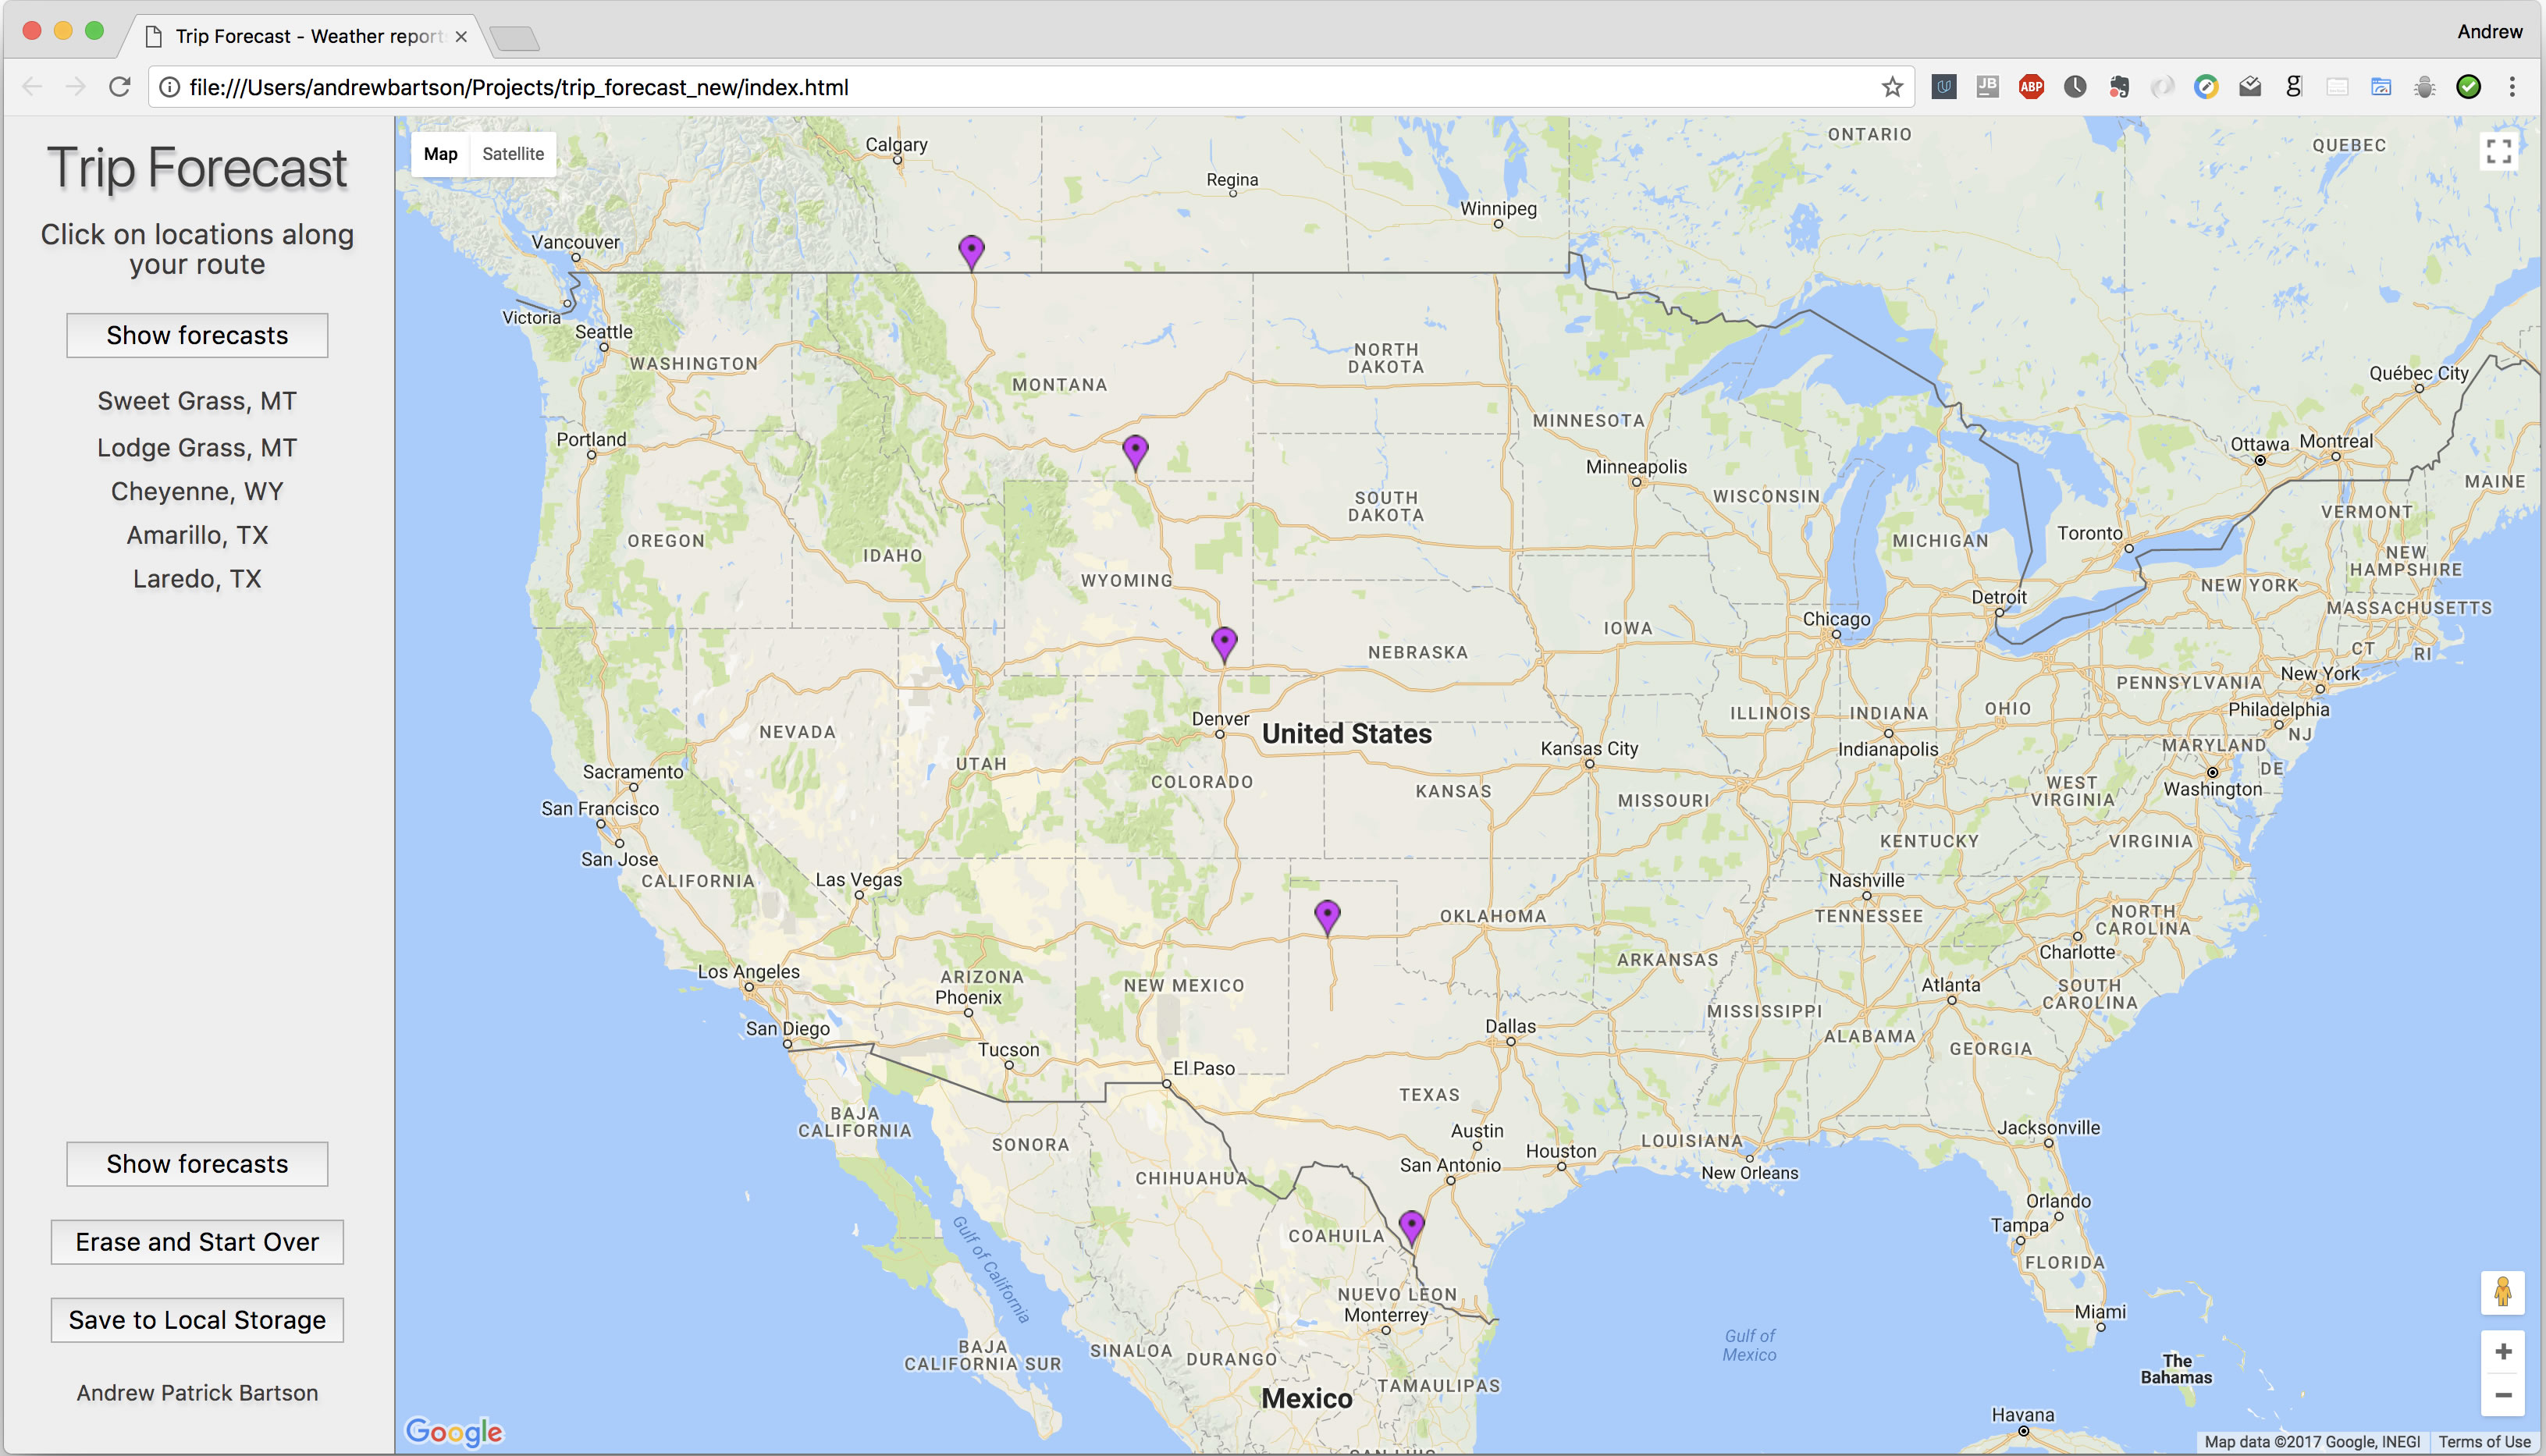 Trip Forecast - Weather report
Andrew
file:///Users/andrewbartson/Projects/trip_forecast_new/index.html
JB
ABP
g
Trip Forecast
Click on locations along
your route
Show forecasts
Sweet Grass, MT
Lodge Grass, MT
Cheyenne, WY
Amarillo, TX
Laredo, TX
Show forecasts
Erase and Start Over
Save to Local Storage
Andrew Patrick Bartson
Map Satellite
Calgary
Regina
Winnipeg
ONTARIO
QUEBEC
Vancouver
Victoria
Seattle
WASHINGTON
MONTANA
NORTH
DAKOTA
MINNESOTA
Québec City
Portland
Minneapolis
Ottawa
Montreal
MAINE
OREGON
IDAHO
WYOMING
SOUTH
DAKOTA
WISCONSIN
MICHIGAN
Toronto
VERMONT
NEW
HAMPSHIRE
NEW YORK
MASSACHUSETTS
Detroit
Chicago
IOWA
NEBRASKA
CT
RI
New York
PENNSYLVANIA
NEVADA
Denver
United States
ILLINOIS
INDIANA
OHIO
Philadelphia
NJ
Kansas City
Indianapolis
MARYLAND
DE
UTAH
COLORADO
KANSAS
MISSOURI
WEST
VIRGINIA
Washington
Sacramento
San Francisco
San Jose
CALIFORNIA
Las Vegas
KENTUCKY
VIRGINIA
Nashville
TENNESSEE
OKLAHOMA
NORTH
CAROLINA
Charlotte
ARKANSAS
Los Angeles
ARIZONA
Phoenix
NEW MEXICO
Atlanta
SOUTH
CAROLINA
MISSISSIPPI
San Diego
Dallas
ALABAMA
GEORGIA
Tucson
El Paso
TEXAS
BAJA
CALIFORNIA
SONORA
Austin
San Antonio
Houston
LOUISIANA
New Orleans
Jacksonville
CHIHUAHUA
Orlando
Tampa
COAHUILA
FLORIDA
Gulf of California
NUEVO LEON
Monterrey
Miami
Gulf of
Mexico
BAJA
CALIFORNIA SUR
SINALOA
DURANGO
The
Bahamas
TAMAULIPAS
Mexico
Havana
Google
Map data ©2017 Google, INEGI
Terms of Use